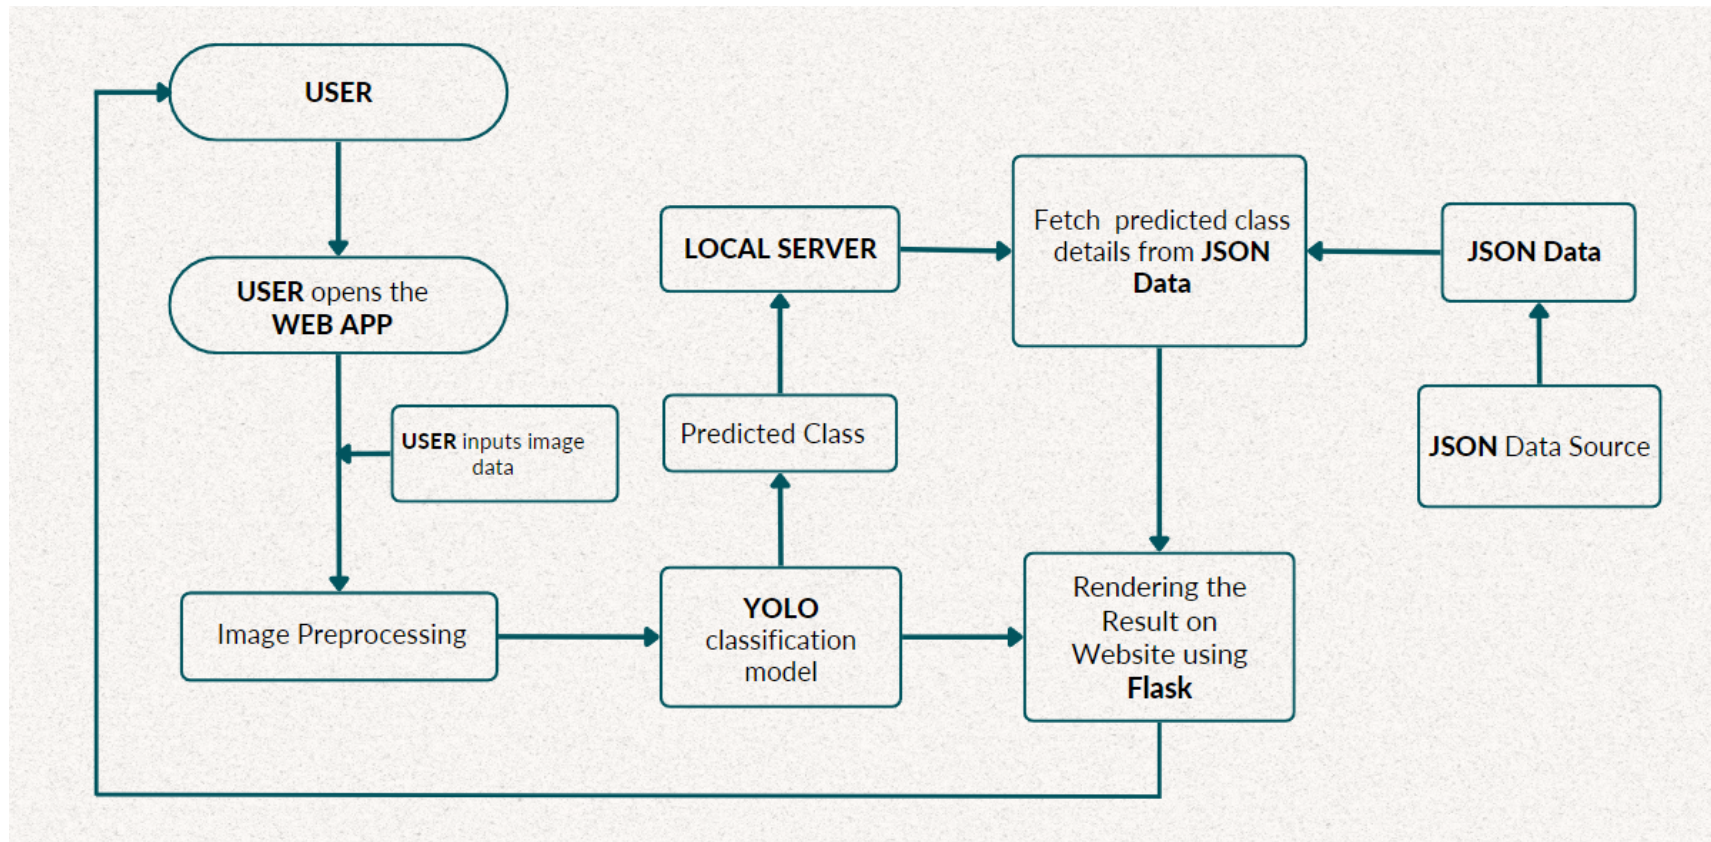 USER
USER opens the
WEB APP
USER inputs image
data
Image Preprocessing
YOLO
classification
model
Predicted Class
LOCAL SERVER
Fetch predicted class
details from JSON
Data
JSON Data
JSON Data Source
Rendering the
Result on
Website using
Flask